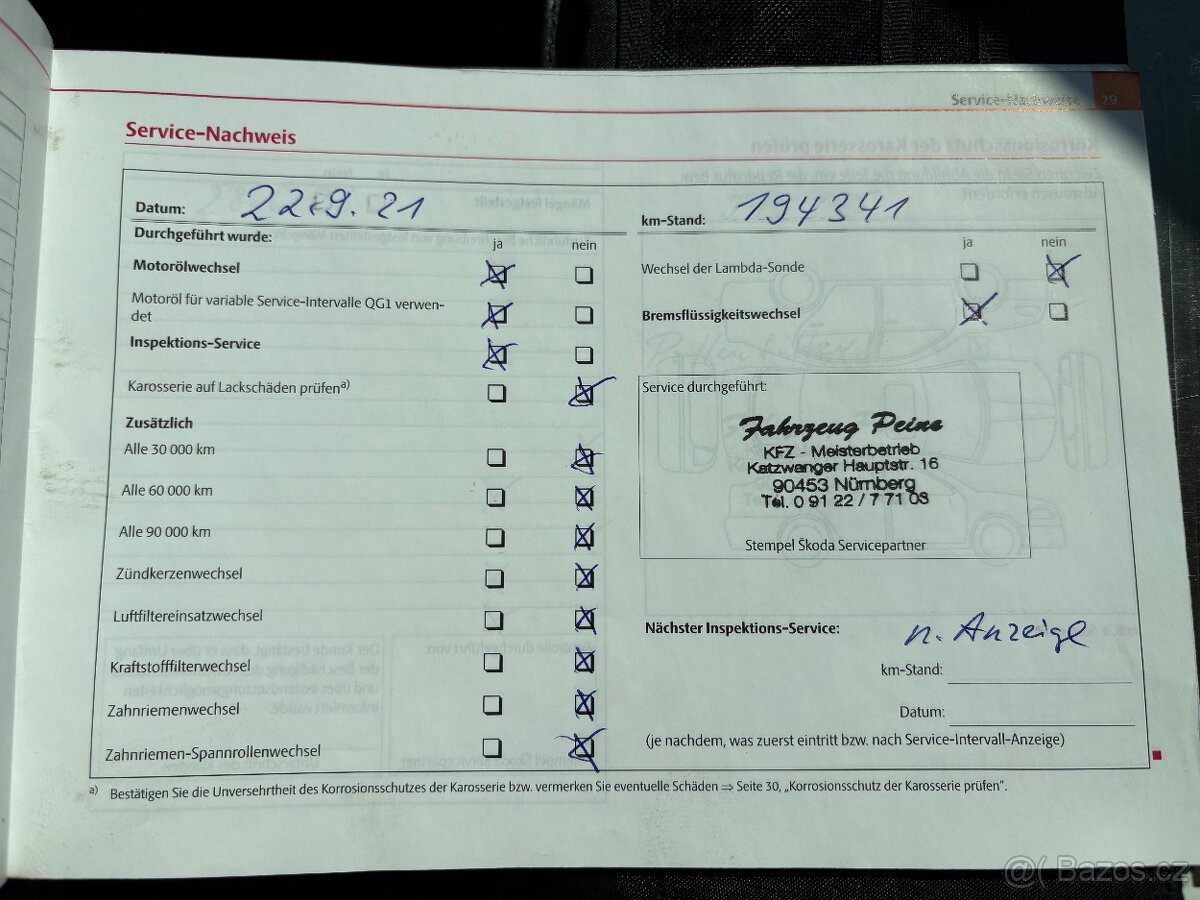 Service-Nachweise 29
Service-Nachweis
Datum: 22.9.21
km-Stand: 194341
Durchgeführt wurde:
ja nein
ja nein
Motorölwechsel
Motoröl für variable Service-Intervalle QG1 verwen-
det
Inspektions-Service
Karosserie auf Lackschäden prüfen a)
Zusätzlich
Alle 30 000 km
Alle 60 000 km
Alle 90 000 km
Zündkerzenwechsel
Luftfiltereinsatzwechsel
Kraftstofffilterwechsel
Zahnriemenwechsel
Zahnriemen-Spannrollenwechsel
Wechsel der Lambda-Sonde
Bremsflüssigkeitswechsel
Service durchgeführt:
Fahrzeug Peine
KFZ - Meisterbetrieb
Katzwanger Hauptstr. 16
90453 Nürnberg
Tel. 0 91 22 / 7 71 03
Stempel Škoda Servicepartner
Nächster Inspektions-Service: n. Anzeige
km-Stand:
Datum:
(je nachdem, was zuerst eintritt bzw. nach Service-Intervall-Anzeige)
a) Bestätigen Sie die Unversehrtheit des Korrosionsschutzes der Karosserie bzw. vermerken Sie eventuelle Schäden ⇒ Seite 30, „Korrosionsschutz der Karosserie prüfen“.
Bazos.cz